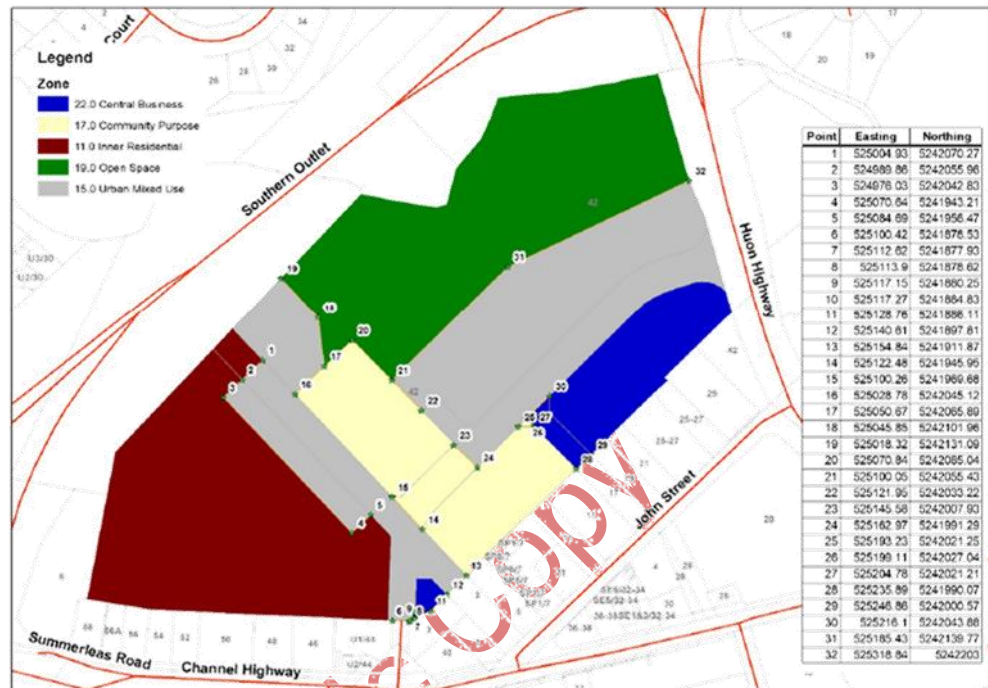 Court
Legend
Zone
22.0 Central Business
17.0 Community Purpose
11.0 Inner Residential
19.0 Open Space
15.0 Urban Mixed Use
Southern Outlet
Huon Highway
John Street
Summerleas Road
Channel Highway
Copy
Point Easting Northing
1 525004.93 5242070.27
2 524989.86 5242055.96
3 524976.03 5242042.83
4 525070.64 5241943.21
5 525084.69 5241956.47
6 525100.42 5241876.53
7 525112.62 5241877.93
8 525113.9 5241878.62
9 525117.15 5241880.25
10 525117.27 5241884.83
11 525128.76 5241886.11
12 525140.61 5241897.61
13 525154.84 5241911.87
14 525122.48 5241945.95
15 525100.26 5241969.68
16 525028.78 5242045.12
17 525050.67 5242065.89
18 525045.85 5242101.96
19 525018.32 5242131.09
20 525070.84 5242085.04
21 525100.05 5242055.43
22 525121.95 5242033.22
23 525145.58 5242007.93
24 525162.97 5241991.29
25 525193.23 5242021.25
26 525199.11 5242027.04
27 525204.78 5242021.21
28 525235.89 5241990.07
29 525246.86 5242000.57
30 525216.1 5242043.88
31 525185.43 5242139.77
32 525318.84 5242203